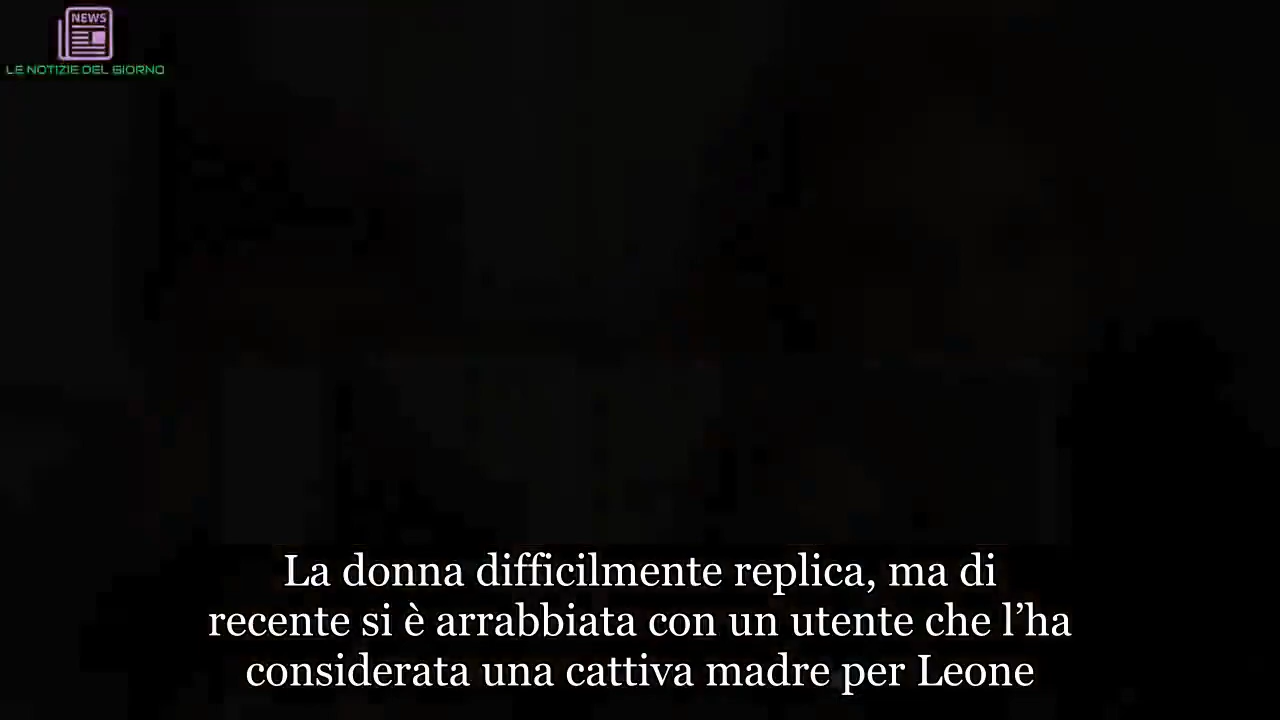 NEWS
LE NOTIZIE DEL GIORNO
La donna difficilmente replica, ma di
recente si è arrabbiata con un utente che l’ha
considerata una cattiva madre per Leone